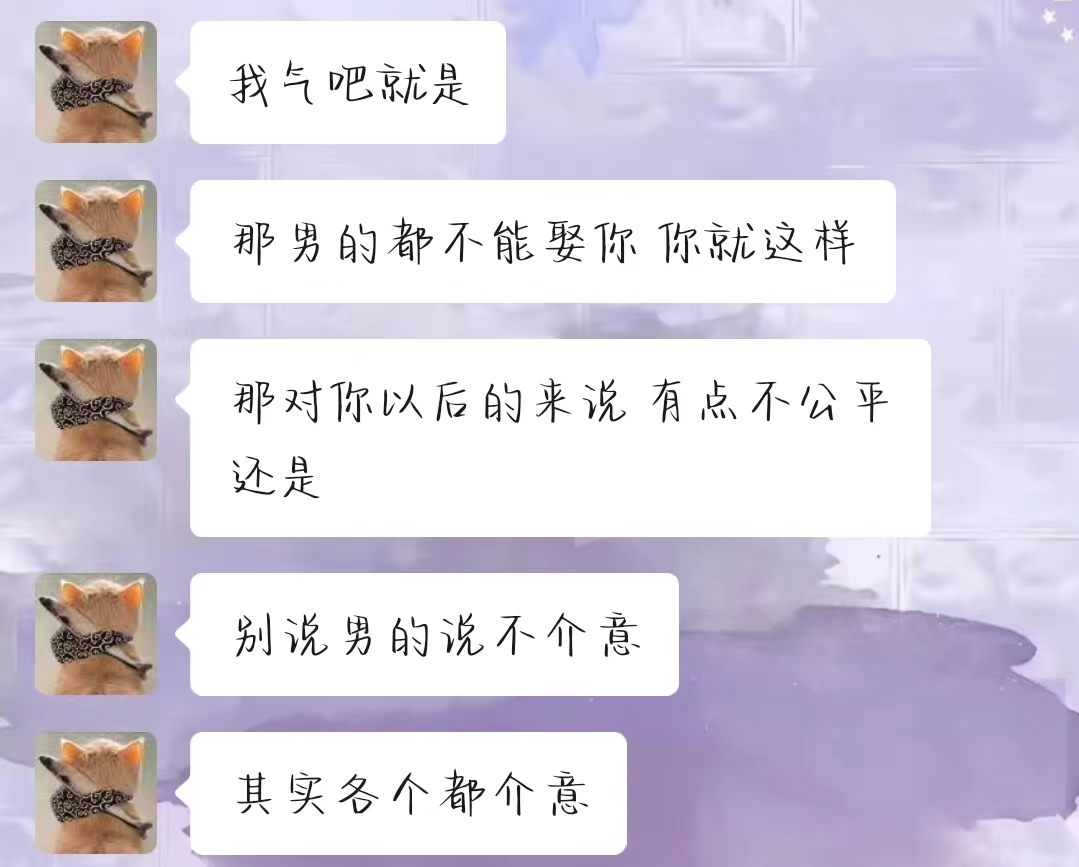 我气吧就是
那男的都不能娶你 你就这样
那对你以后的来说 有点不公平
还是
别说男的说不介意
其实各个都介意